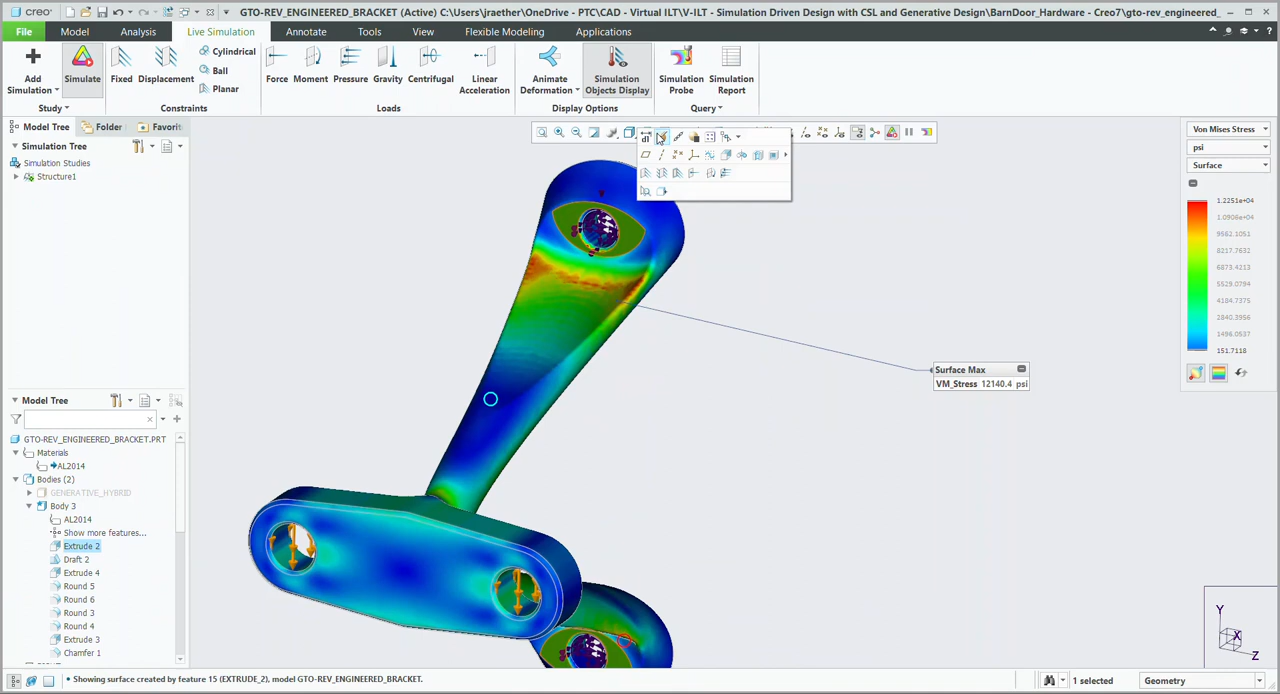 creo
GTO-REV_ENGINEERED_BRACKET (Active) C:\Users\jraether\OneDrive - PTC\CAD - Virtual ILT\V-ILT - Simulation Driven Design with CSL and Generative Design\BarnDoor_Hardware - Creo7\gto-rev_engineered_
File Model Analysis Live Simulation Annotate Tools View Flexible Modeling Applications
Add Simulation
Simulate
Study
Fixed
Displacement
Cylindrical
Ball
Planar
Constraints
Force
Moment
Pressure
Gravity
Centrifugal
Linear Acceleration
Loads
Animate Deformation
Simulation Objects Display
Display Options
Simulation Probe
Simulation Report
Query
Model Tree Folder Favorit
Simulation Tree
Simulation Studies
Structure1
Model Tree
GTO-REV_ENGINEERED_BRACKET.PRT
Materials
AL2014
Bodies (2)
GENERATIVE_HYBRID
Body 3
AL2014
Show more features...
Extrude 2
Draft 2
Extrude 4
Round 5
Round 6
Round 3
Round 4
Extrude 3
Chamfer 1
Von Mises Stress
psi
Surface
1.2251e+04
1.0906e+04
9562.1051
8217.7632
6873.4213
5529.0794
4184.7375
2840.3956
1496.0537
151.7118
Surface Max
VM_Stress 12140.4 psi
Y
X
Z
Showing surface created by feature 15 (EXTRUDE_2), model GTO-REV_ENGINEERED_BRACKET.
1 selected
Geometry